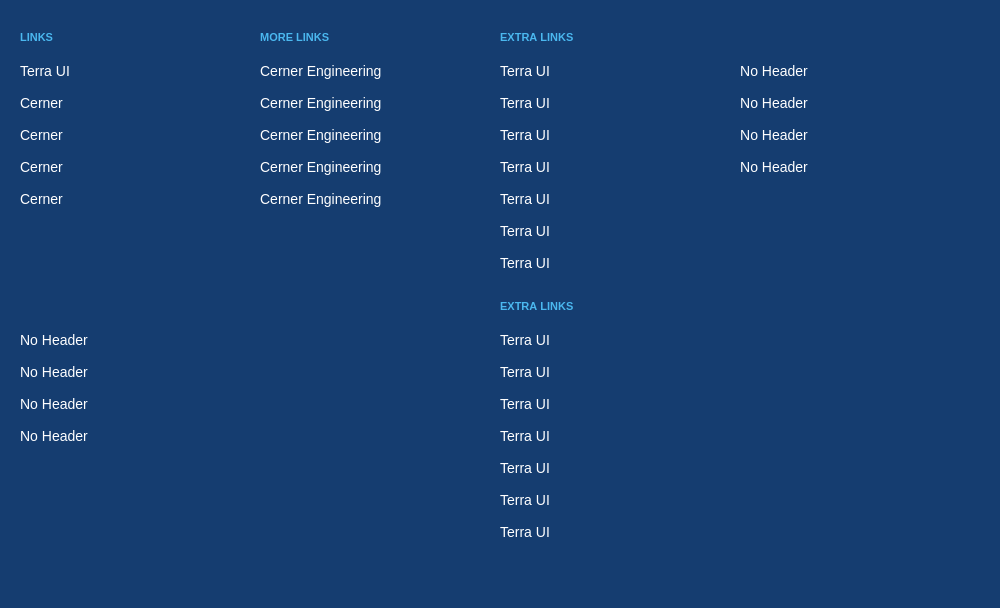 LINKS
Terra UI
Cerner
Cerner
Cerner
Cerner
MORE LINKS
Cerner Engineering
Cerner Engineering
Cerner Engineering
Cerner Engineering
Cerner Engineering
EXTRA LINKS
Terra UI
Terra UI
Terra UI
Terra UI
Terra UI
Terra UI
Terra UI
No Header
No Header
No Header
No Header
No Header
No Header
No Header
No Header
EXTRA LINKS
Terra UI
Terra UI
Terra UI
Terra UI
Terra UI
Terra UI
Terra UI